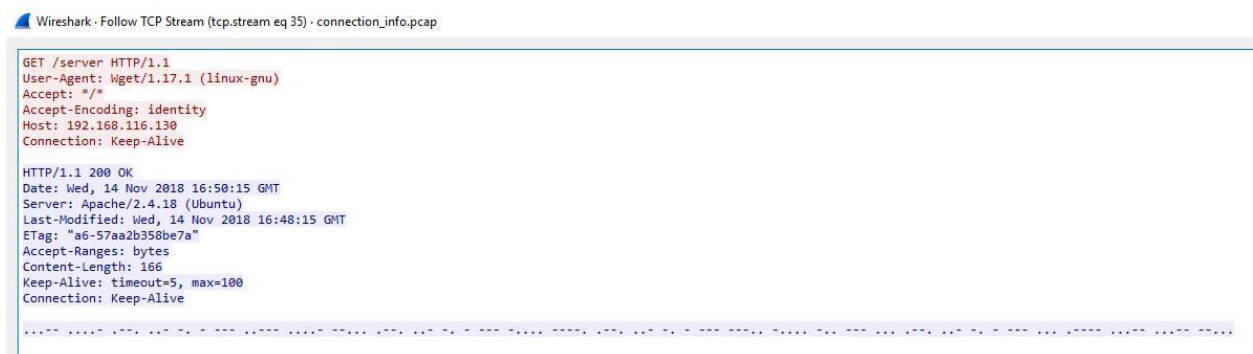 Wireshark · Follow TCP Stream (tcp.stream eq 35) · connection_info.pcap
GET /server HTTP/1.1
User-Agent: Wget/1.17.1 (linux-gnu)
Accept: */*
Accept-Encoding: identity
Host: 192.168.116.130
Connection: Keep-Alive
HTTP/1.1 200 OK
Date: Wed, 14 Nov 2018 16:50:15 GMT
Server: Apache/2.4.18 (Ubuntu)
Last-Modified: Wed, 14 Nov 2018 16:48:15 GMT
ETag: "a6-57aa2b358be7a"
Accept-Ranges: bytes
Content-Length: 166
Keep-Alive: timeout=5, max=100
Connection: Keep-Alive
...-- ....- .--. ..- -. - --- ..--- ....- --... .--. ..- -. - --- -.... ----. .--. ..- -. - --- ---.. -.... -.. --- ... .--. ..- -. - --- ... .---- ...-- ...-- --...